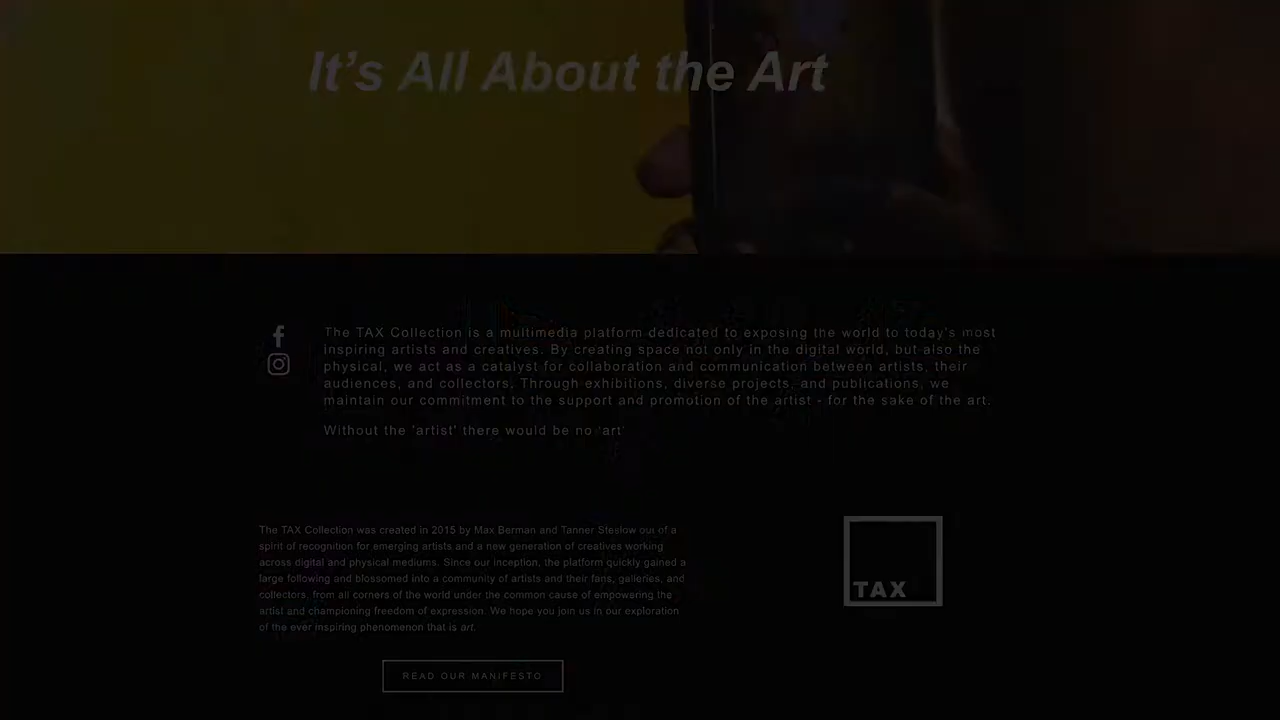 It's All About the Art
The TAX Collection is a multimedia platform dedicated to exposing the world to today's most
inspiring artists and creatives. By creating space not only in the digital world, but also the
physical, we act as a catalyst for collaboration and communication between artists, their
audiences, and collectors. Through exhibitions, diverse projects, and publications, we
maintain our commitment to the support and promotion of the artist - for the sake of the art.
Without the 'artist' there would be no 'art'
The TAX Collection was created in 2015 by Max Berman and Tanner Steslow out of a
spirit of recognition for emerging artists and a new generation of creatives working
across digital and physical mediums. Since our inception, the platform quickly gained a
large following and blossomed into a community of artists and their fans, galleries, and
collectors, from all corners of the world under the common cause of empowering the
artist and championing freedom of expression. We hope you join us in our exploration
of the ever inspiring phenomenon that is art.
TAX
READ OUR MANIFESTO